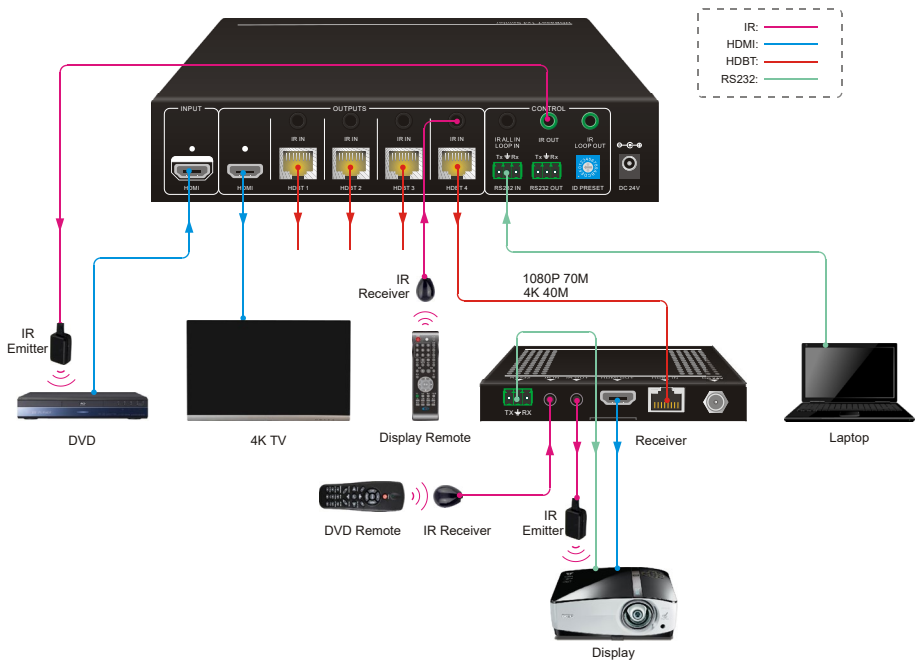 IR:
HDMI:
HDBT:
RS232:
INPUT
OUTPUTS
CONTROL
IR IN
IR IN
IR IN
IR IN
IR ALL IN
LOOP IN
IR OUT
IR
LOOP OUT
Tx Rx
Tx Rx
HDMI
HDMI
HDBT 1
HDBT 2
HDBT 3
HDBT 4
RS232 IN
RS232 OUT
ID PRESET
DC 24V
IR
Receiver
1080P 70M
4K 40M
IR
Emitter
TX RX
DVD
4K TV
Display Remote
Receiver
Laptop
DVD Remote
IR Receiver
IR
Emitter
Display